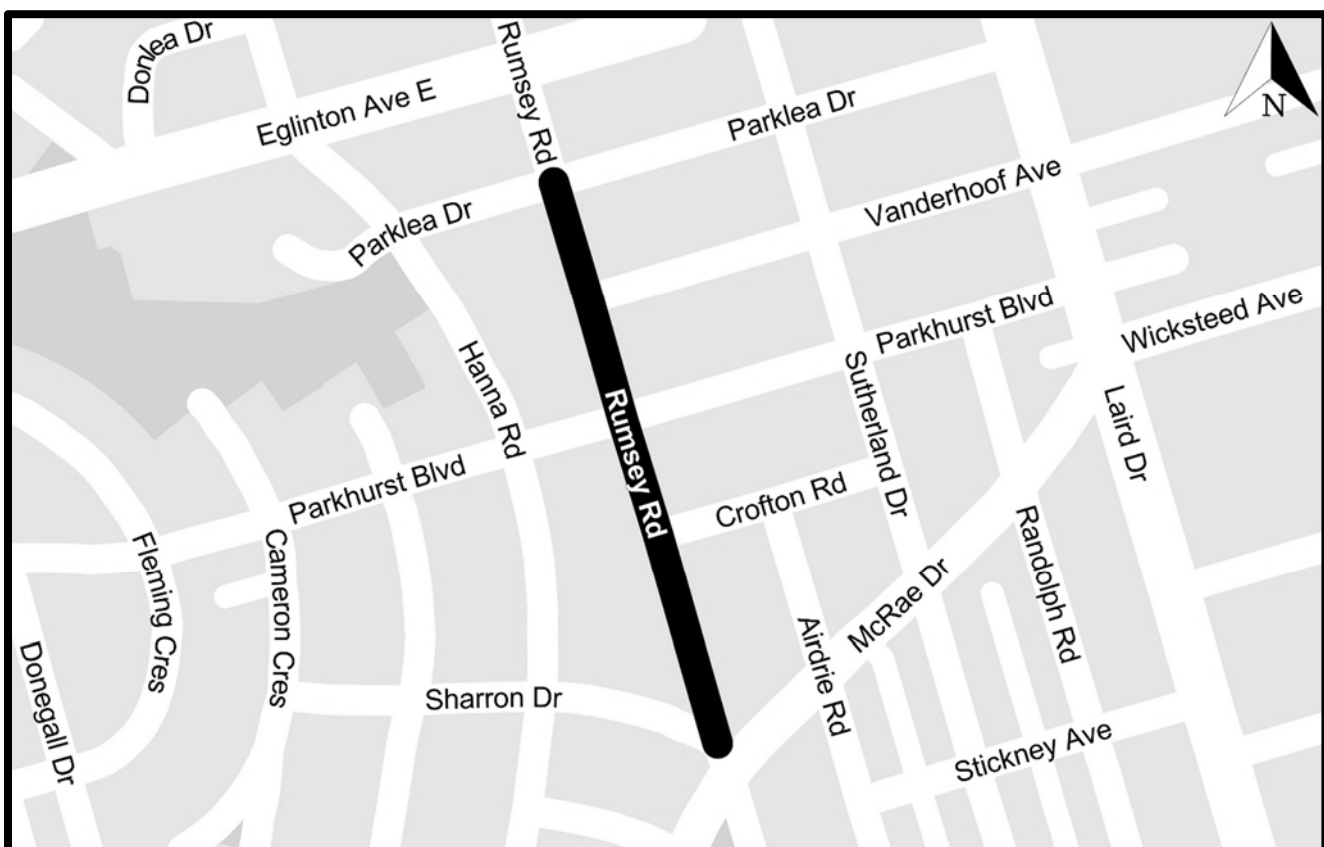 Donlea Dr
Rumsey Rd
Eglinton Ave E
Parklea Dr
N
Vanderhoof Ave
Parklea Dr
Parkhurst Blvd
Wicksteed Ave
Hanna Rd
Sutherland Dr
Laird Dr
Rumsey Rd
Parkhurst Blvd
Crofton Rd
Fleming Cres
Cameron Cres
Randolph Rd
McRae Dr
Airdrie Rd
Donegall Dr
Sharron Dr
Stickney Ave